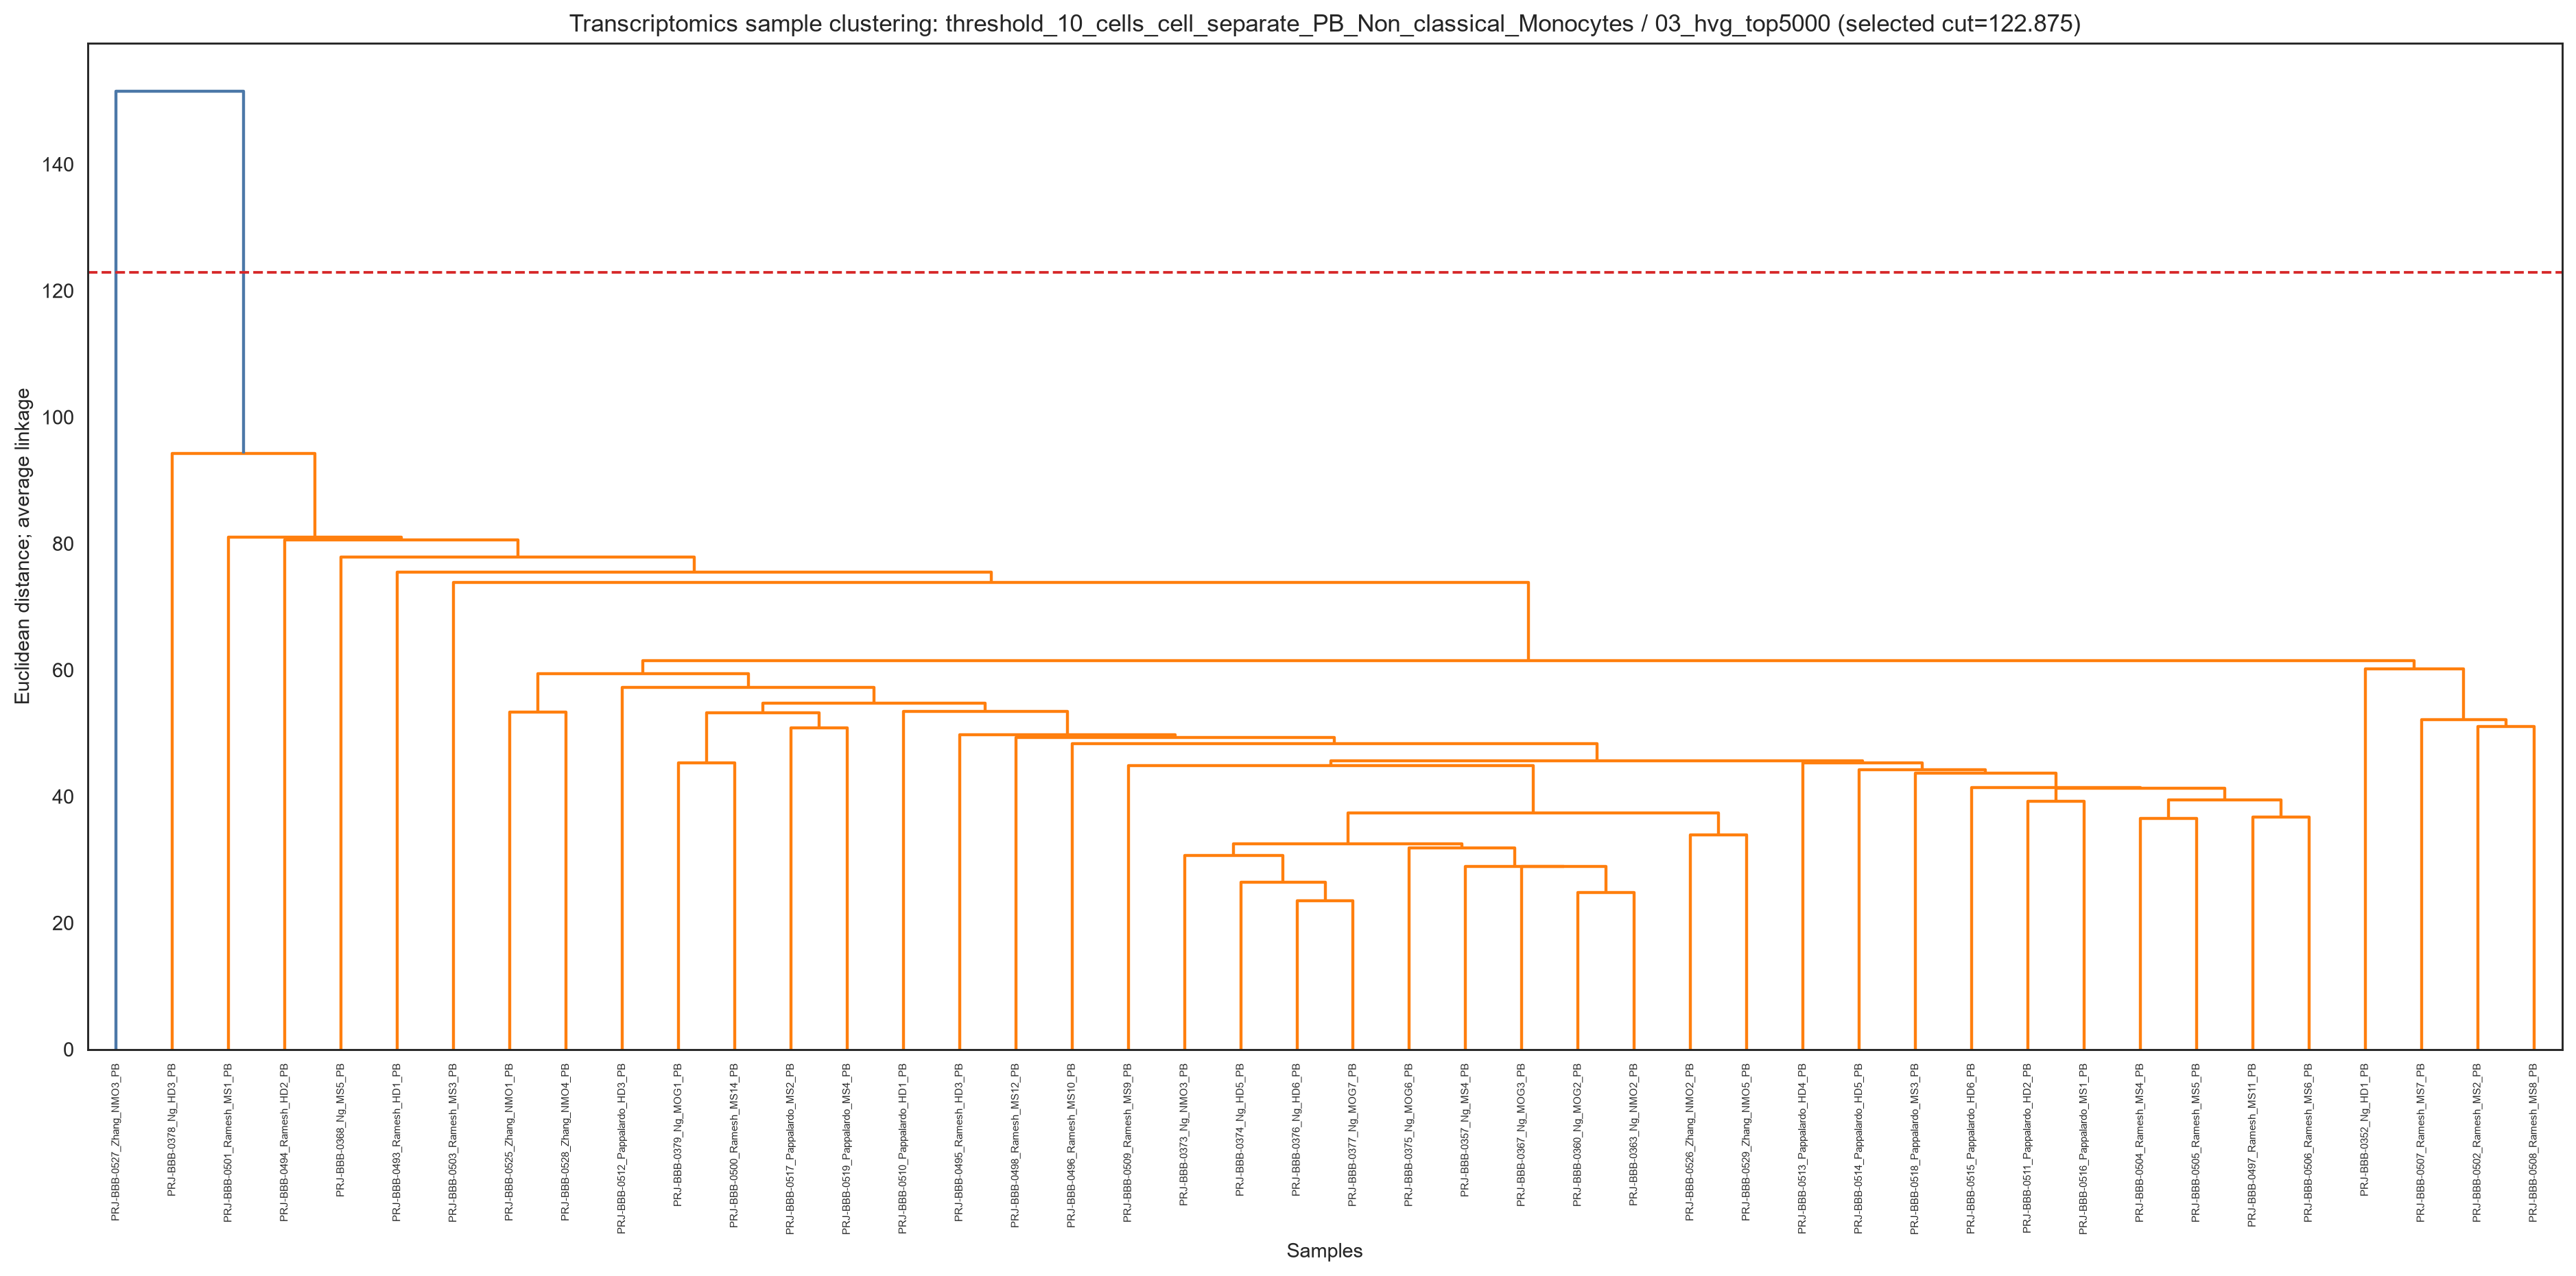 Transcriptomics sample clustering: threshold_10_cells_cell_separate_PB_Non_classical_Monocytes / 03_hvg_top5000 (selected cut=122.875)
Euclidean distance; average linkage
140
120
100
80
60
40
20
0
PRJ-BBB-0527_Zhang_NMO3_PB
PRJ-BBB-0378_Ng_HD3_PB
PRJ-BBB-0501_Ramesh_MS1_PB
PRJ-BBB-0494_Ramesh_HD2_PB
PRJ-BBB-0368_Ng_MS5_PB
PRJ-BBB-0493_Ramesh_HD1_PB
PRJ-BBB-0503_Ramesh_MS3_PB
PRJ-BBB-0525_Zhang_NMO1_PB
PRJ-BBB-0528_Zhang_NMO4_PB
PRJ-BBB-0512_Pappalardo_HD3_PB
PRJ-BBB-0379_Ng_MOG1_PB
PRJ-BBB-0500_Ramesh_MS14_PB
PRJ-BBB-0517_Pappalardo_MS2_PB
PRJ-BBB-0519_Pappalardo_MS4_PB
PRJ-BBB-0510_Pappalardo_HD1_PB
PRJ-BBB-0495_Ramesh_HD3_PB
PRJ-BBB-0498_Ramesh_MS12_PB
PRJ-BBB-0496_Ramesh_MS10_PB
PRJ-BBB-0509_Ramesh_MS9_PB
PRJ-BBB-0373_Ng_NMO3_PB
PRJ-BBB-0374_Ng_HD5_PB
PRJ-BBB-0376_Ng_HD6_PB
PRJ-BBB-0377_Ng_MOG7_PB
PRJ-BBB-0375_Ng_MOG6_PB
PRJ-BBB-0357_Ng_MS4_PB
PRJ-BBB-0367_Ng_MOG3_PB
PRJ-BBB-0360_Ng_MOG2_PB
PRJ-BBB-0363_Ng_NMO2_PB
PRJ-BBB-0526_Zhang_NMO2_PB
PRJ-BBB-0529_Zhang_NMO5_PB
PRJ-BBB-0513_Pappalardo_HD4_PB
PRJ-BBB-0514_Pappalardo_HD5_PB
PRJ-BBB-0518_Pappalardo_MS3_PB
PRJ-BBB-0515_Pappalardo_HD6_PB
PRJ-BBB-0511_Pappalardo_HD2_PB
PRJ-BBB-0516_Pappalardo_MS1_PB
PRJ-BBB-0504_Ramesh_MS4_PB
PRJ-BBB-0505_Ramesh_MS5_PB
PRJ-BBB-0497_Ramesh_MS11_PB
PRJ-BBB-0506_Ramesh_MS6_PB
PRJ-BBB-0352_Ng_HD1_PB
PRJ-BBB-0507_Ramesh_MS7_PB
PRJ-BBB-0502_Ramesh_MS2_PB
PRJ-BBB-0508_Ramesh_MS8_PB
Samples